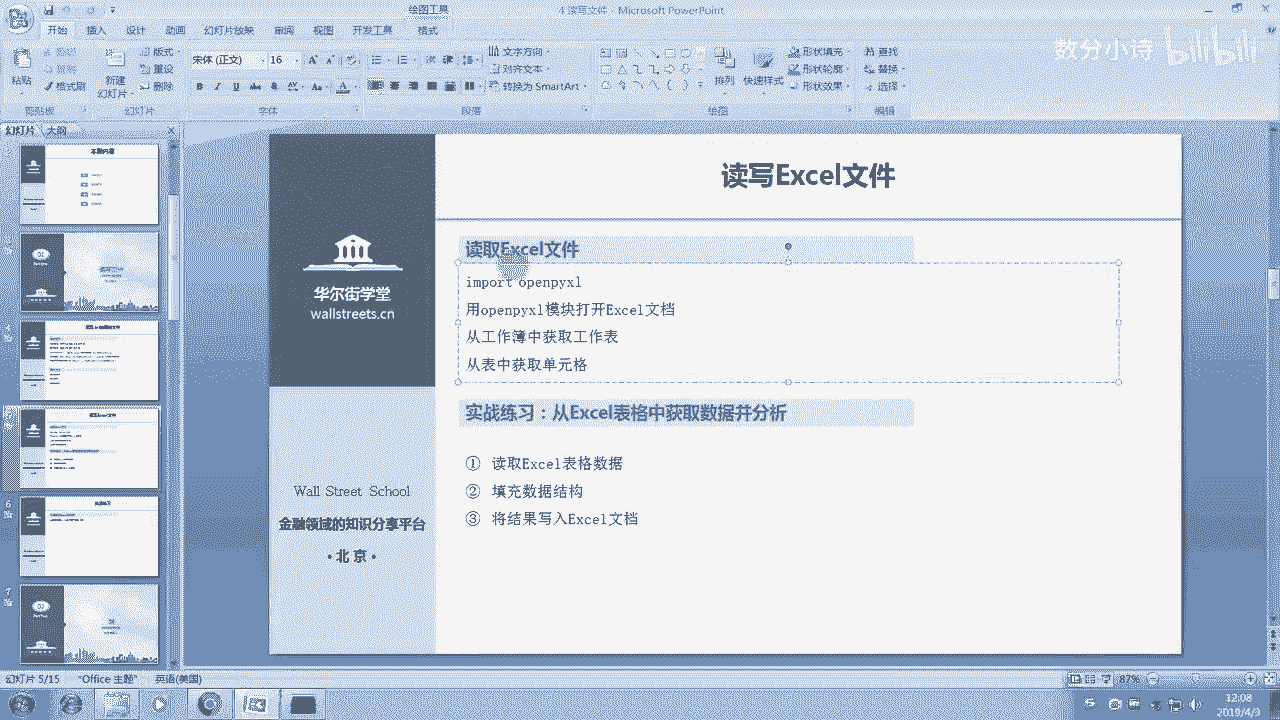 绘图工具
4 读写文件 - Microsoft PowerPoint
开始 插入 设计 动画 幻灯片放映 审阅 视图 开发工具 格式
数分小诗 bilibili
粘贴
格式刷
剪贴板
新建
幻灯片
版式
重设
删除
幻灯片
宋体 (正文) 16
字体
文字方向
对齐文本
转换为 SmartArt
段落
排列
快速样式
形状填充
形状轮廓
形状效果
绘图
查找
替换
选择
编辑
幻灯片 大纲
读写Excel文件
华尔街学堂
wallstreets.cn
Wall Street School
金融领域的知识分享平台
• 北 京 •
读取Excel文件
import openpyxl
用openpyxl模块打开Excel文档
从工作簿中获取工作表
从表中获取单元格
实战练习：从Excel表格中获取数据并分析
① 读取Excel表格数据
② 填充数据结构
③ 将结果写入Excel文档
幻灯片 5/15 "Office 主题" 英语(美国)
87%
12:08
2019/4/3